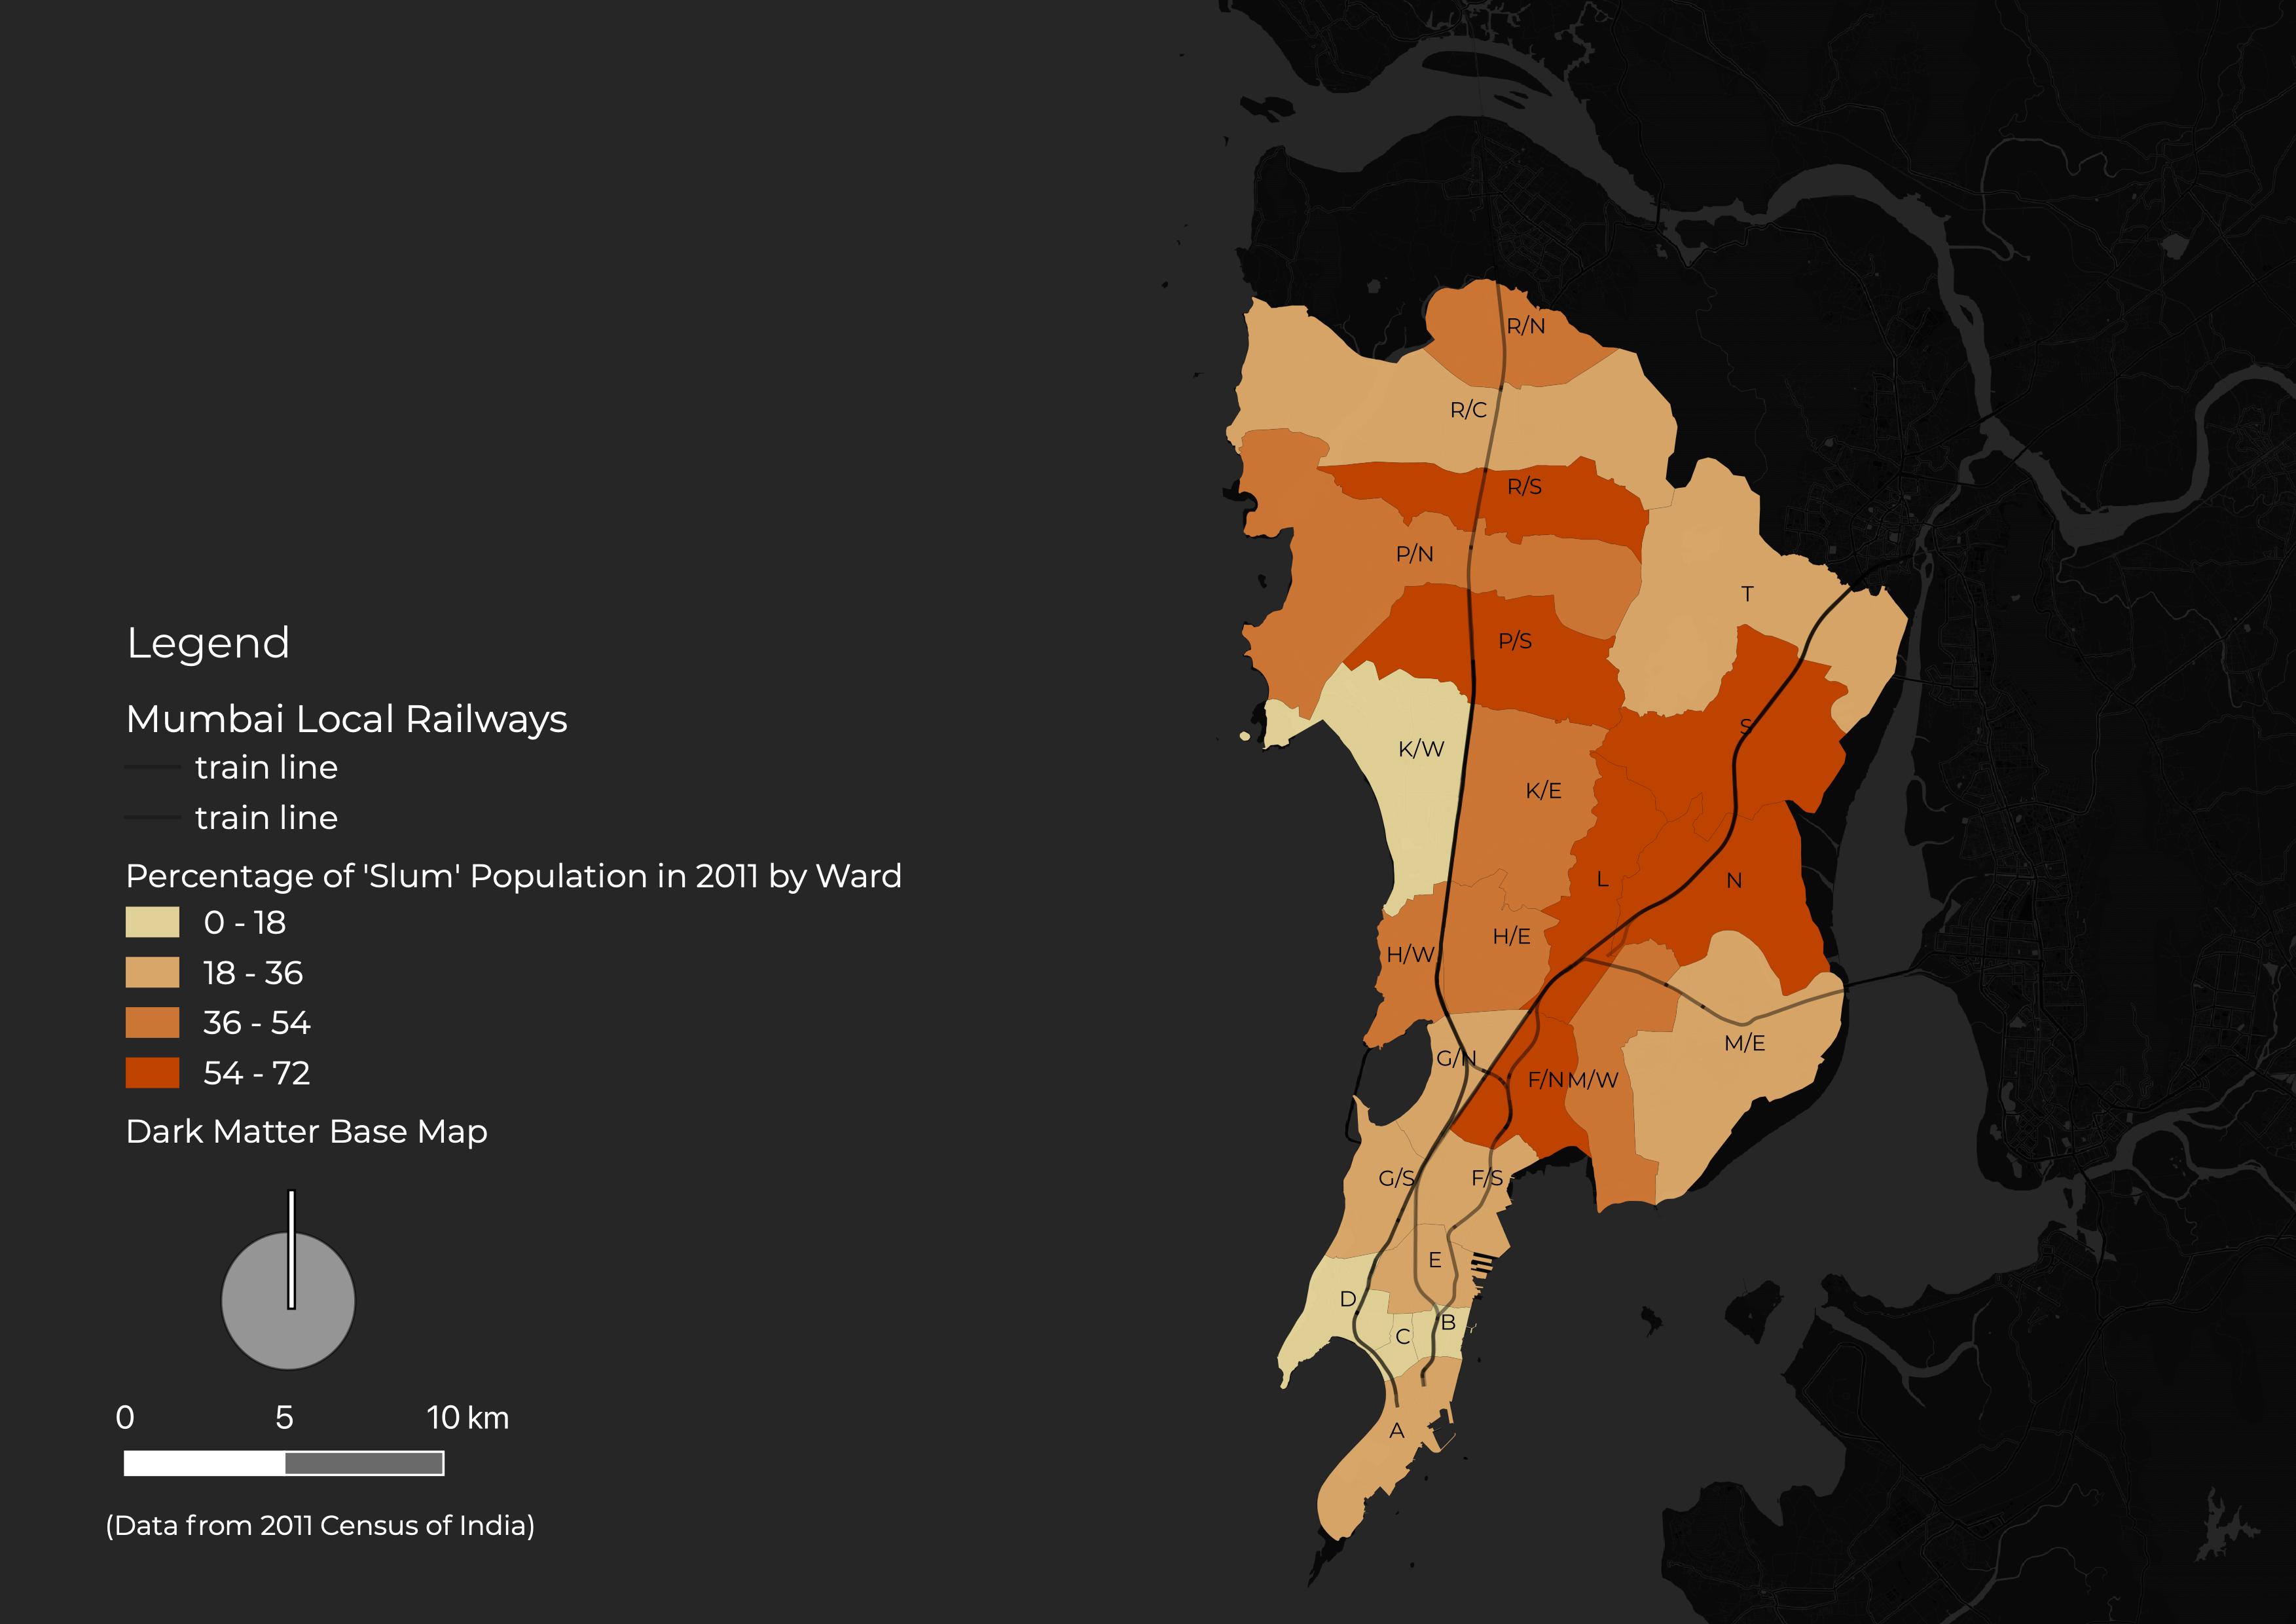 Legend
Mumbai Local Railways
train line
train line
Percentage of 'Slum' Population in 2011 by Ward
0 - 18
18 - 36
36 - 54
54 - 72
Dark Matter Base Map
0 5 10 km
(Data from 2011 Census of India)
R/N
R/C
R/S
P/N
T
P/S
S
K/W
K/E
L
N
H/E
H/W
M/E
G/N
F/N
M/W
G/S
F/S
E
D
B
C
A